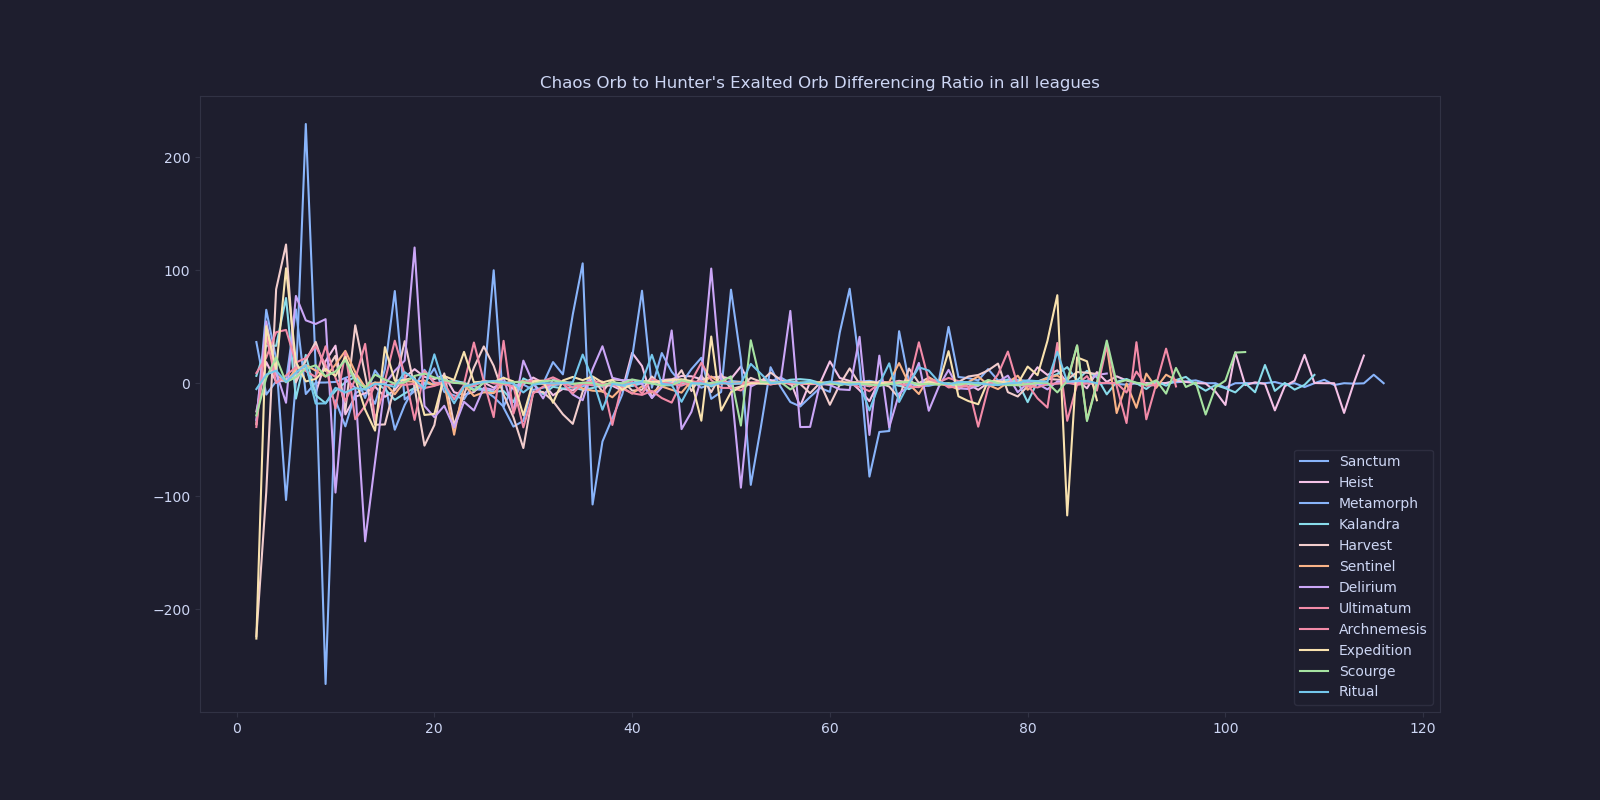 Chaos Orb to Hunter's Exalted Orb Differencing Ratio in all leagues
200
100
0
−100
−200
0 20 40 60 80 100 120
Sanctum
Heist
Metamorph
Kalandra
Harvest
Sentinel
Delirium
Ultimatum
Archnemesis
Expedition
Scourge
Ritual